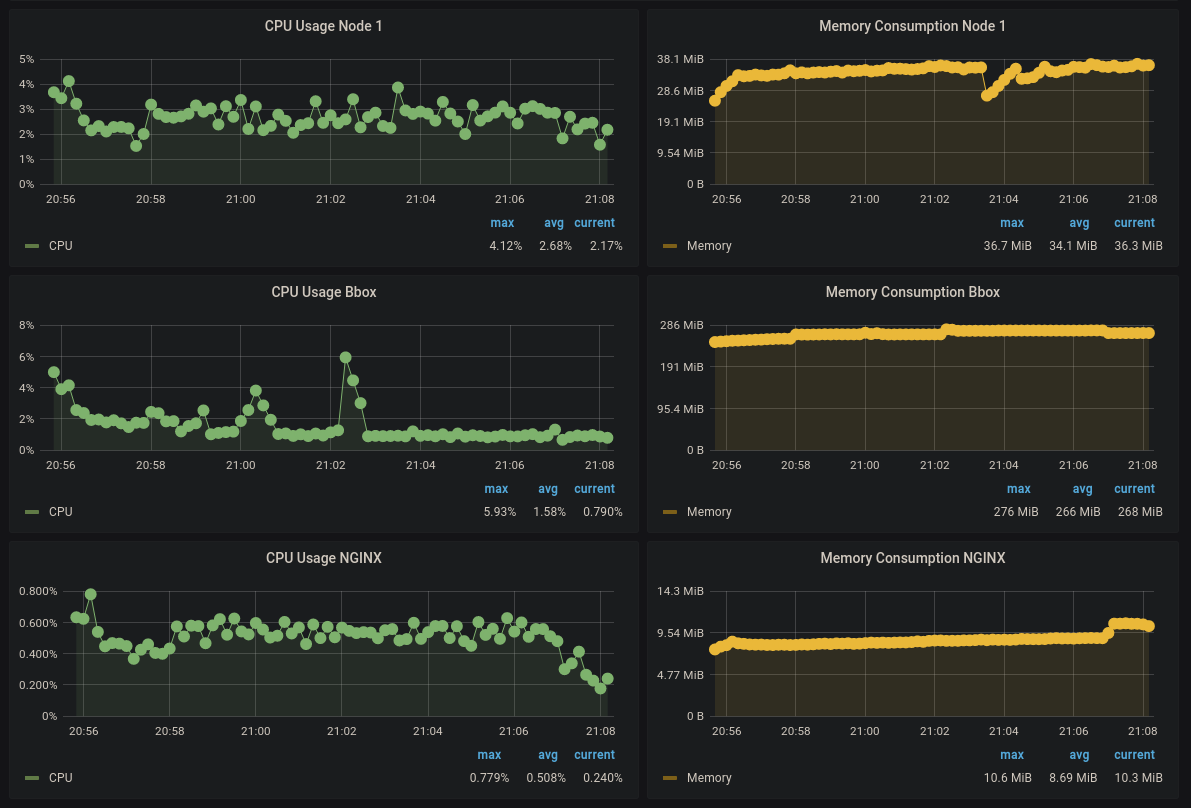 CPU Usage Node 1
5%
4%
3%
2%
1%
0%
20:56 20:58 21:00 21:02 21:04 21:06 21:08
max avg current
CPU 4.12% 2.68% 2.17%
Memory Consumption Node 1
38.1 MiB
28.6 MiB
19.1 MiB
9.54 MiB
0 B
20:56 20:58 21:00 21:02 21:04 21:06 21:08
max avg current
Memory 36.7 MiB 34.1 MiB 36.3 MiB
CPU Usage Bbox
8%
6%
4%
2%
0%
20:56 20:58 21:00 21:02 21:04 21:06 21:08
max avg current
CPU 5.93% 1.58% 0.790%
Memory Consumption Bbox
286 MiB
191 MiB
95.4 MiB
0 B
20:56 20:58 21:00 21:02 21:04 21:06 21:08
max avg current
Memory 276 MiB 266 MiB 268 MiB
CPU Usage NGINX
0.800%
0.600%
0.400%
0.200%
0%
20:56 20:58 21:00 21:02 21:04 21:06 21:08
max avg current
CPU 0.779% 0.508% 0.240%
Memory Consumption NGINX
14.3 MiB
9.54 MiB
4.77 MiB
0 B
20:56 20:58 21:00 21:02 21:04 21:06 21:08
max avg current
Memory 10.6 MiB 8.69 MiB 10.3 MiB